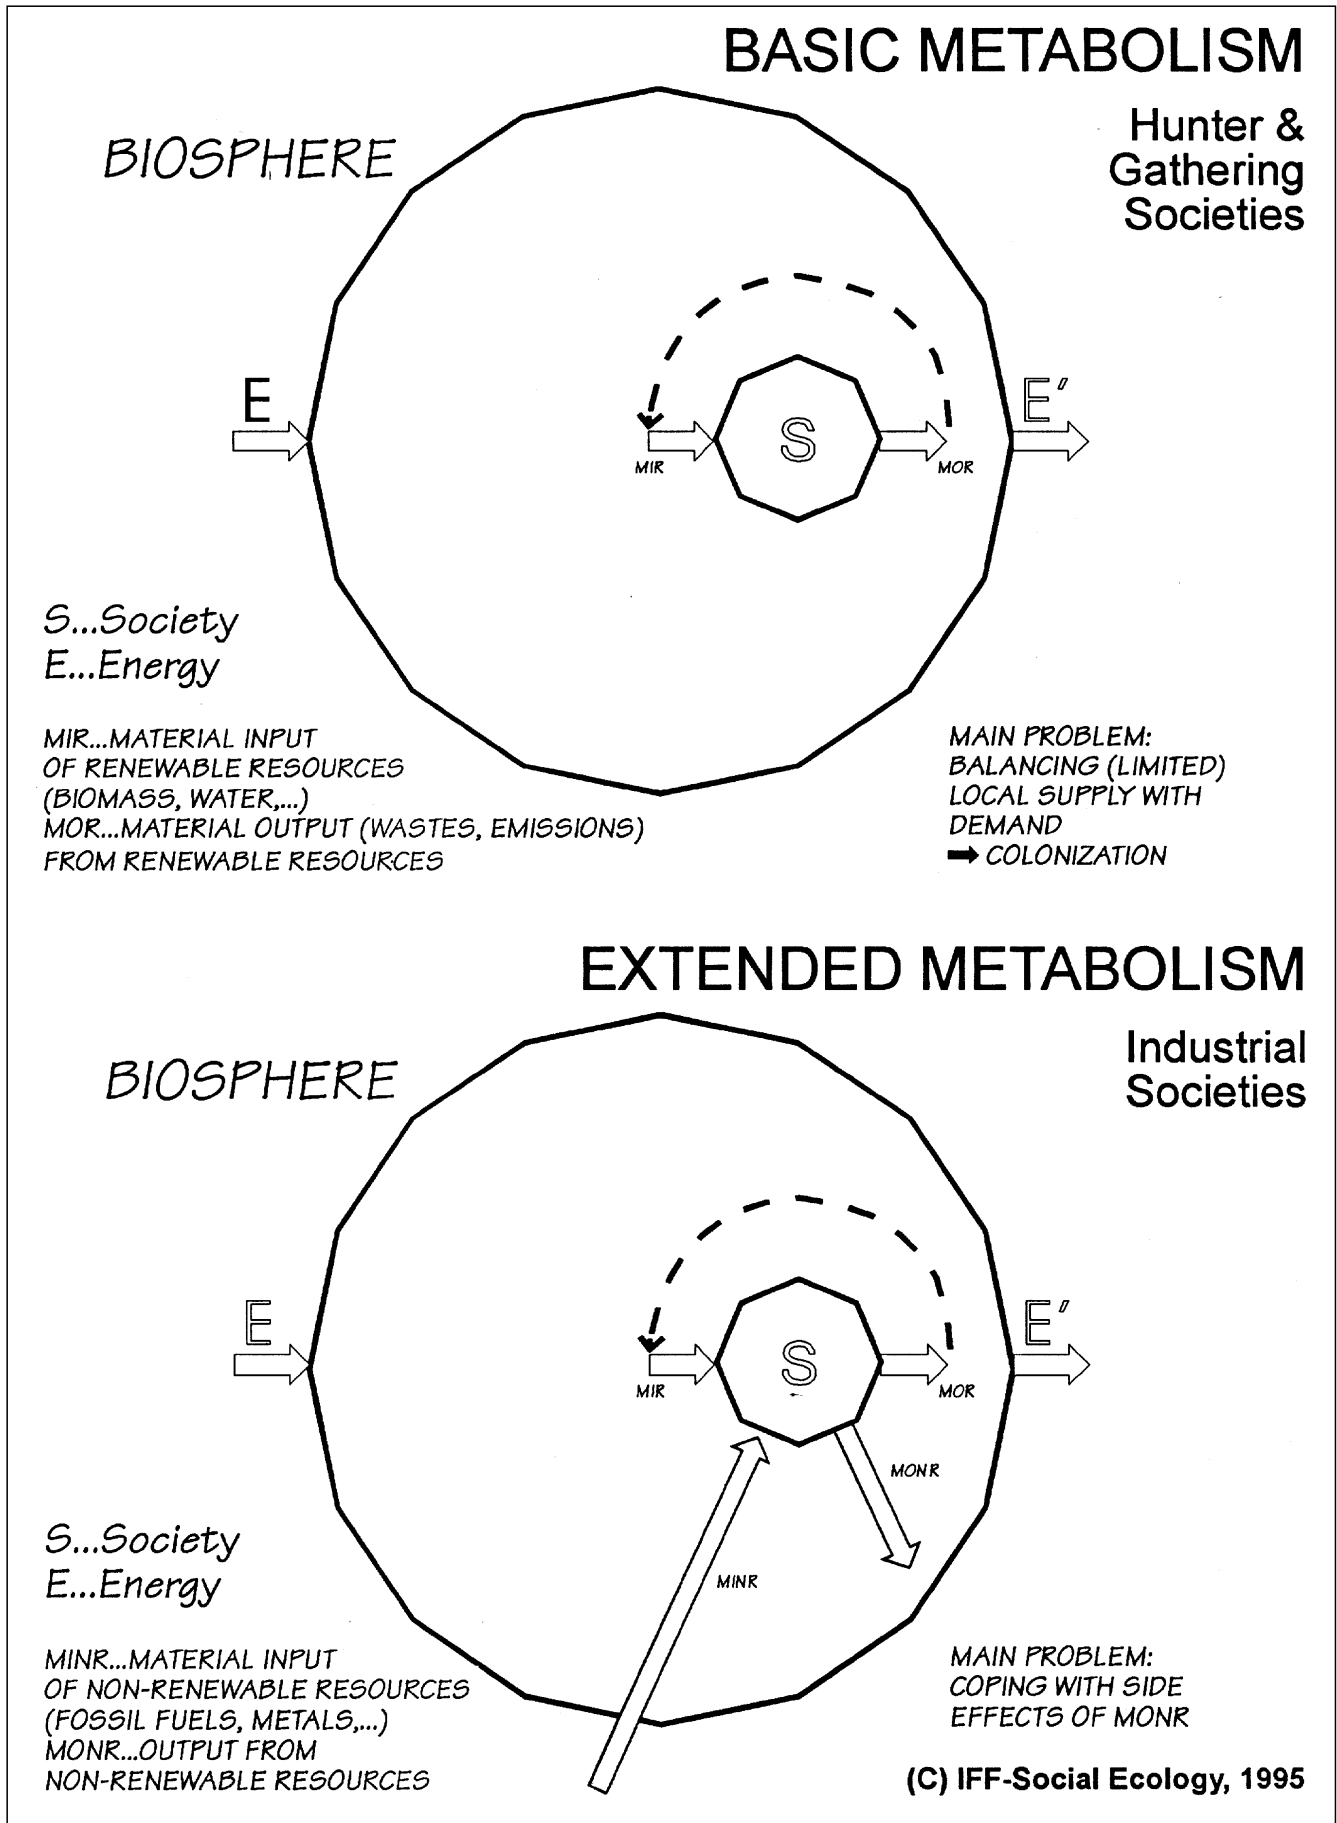 BASIC METABOLISM
Hunter &
Gathering
Societies
BIOSPHERE
E
E'
S
MIR
MOR
S...Society
E...Energy
MIR...MATERIAL INPUT
OF RENEWABLE RESOURCES
(BIOMASS, WATER,...)
MOR...MATERIAL OUTPUT (WASTES, EMISSIONS)
FROM RENEWABLE RESOURCES
MAIN PROBLEM:
BALANCING (LIMITED)
LOCAL SUPPLY WITH
DEMAND
➡ COLONIZATION
EXTENDED METABOLISM
Industrial
Societies
BIOSPHERE
E
E'
S
MIR
MOR
MONR
MINR
S...Society
E...Energy
MINR...MATERIAL INPUT
OF NON-RENEWABLE RESOURCES
(FOSSIL FUELS, METALS,...)
MONR...OUTPUT FROM
NON-RENEWABLE RESOURCES
MAIN PROBLEM:
COPING WITH SIDE
EFFECTS OF MONR
(C) IFF-Social Ecology, 1995